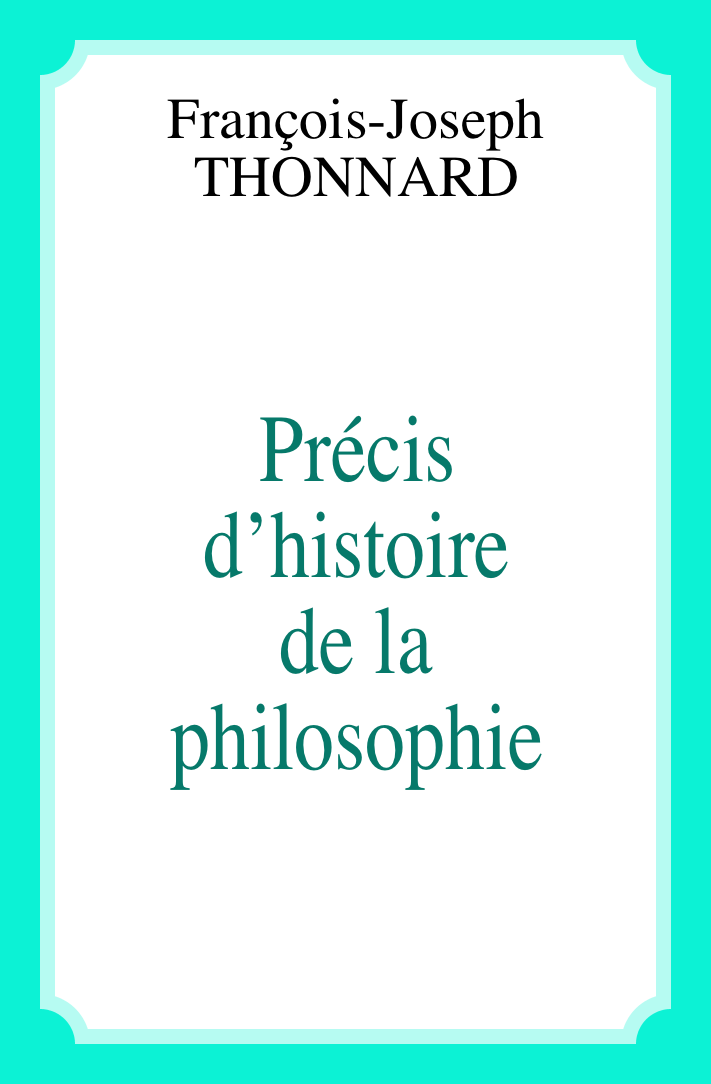 François-Joseph
THONNARD
Précis
d’histoire
de la
philosophie